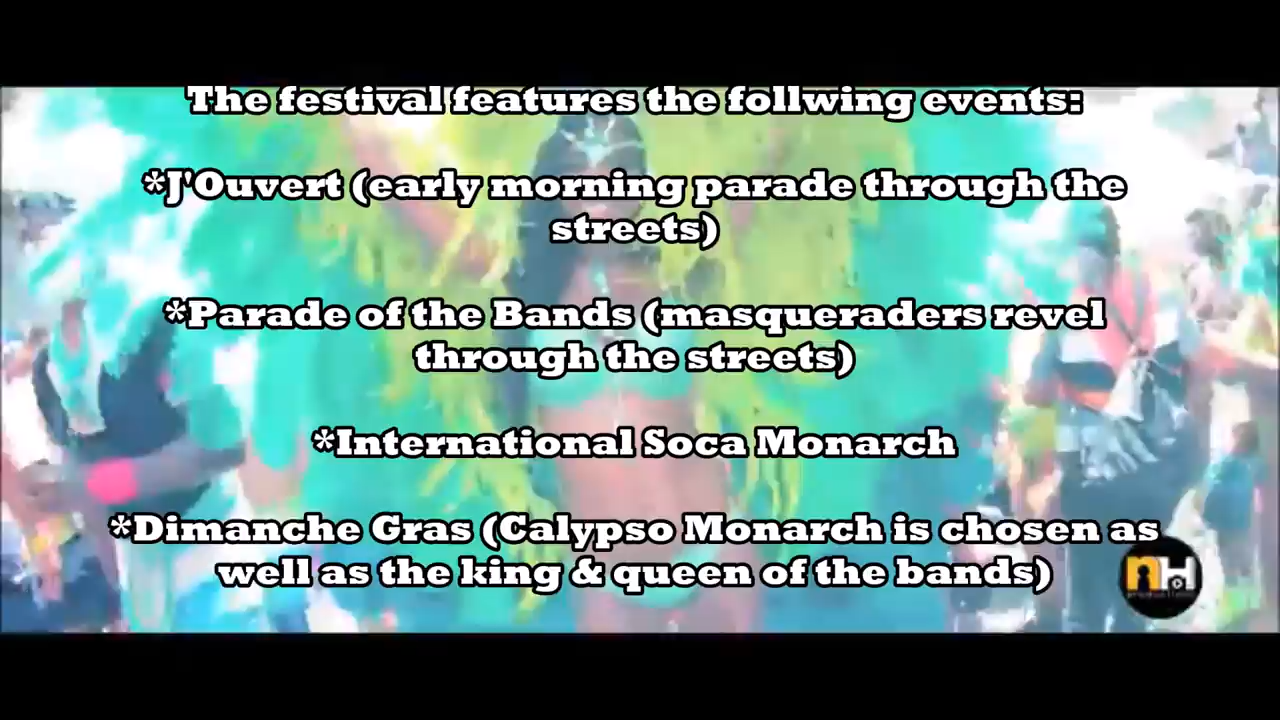 The festival features the follwing events:
*J'Ouvert (early morning parade through the
streets)
*Parade of the Bands (masqueraders revel
through the streets)
*International Soca Monarch
*Dimanche Gras (Calypso Monarch is chosen as
well as the king & queen of the bands)
NH